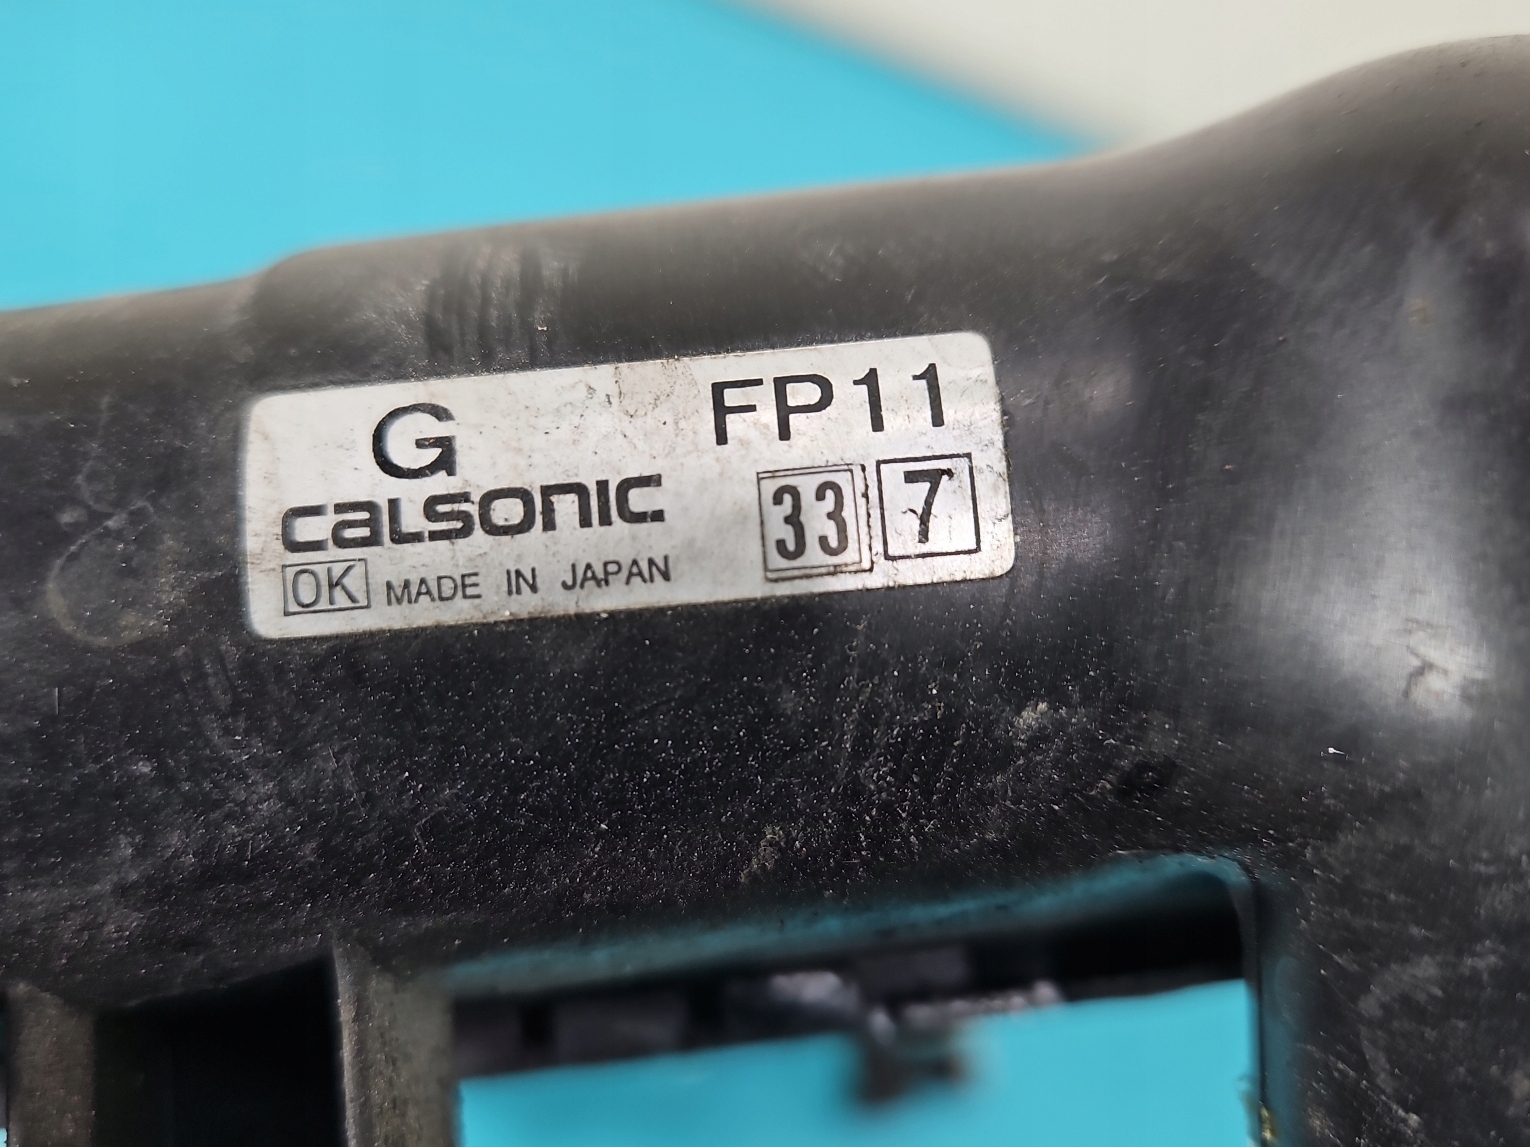 G FP11
CALSONIC 33 7
OK MADE IN JAPAN